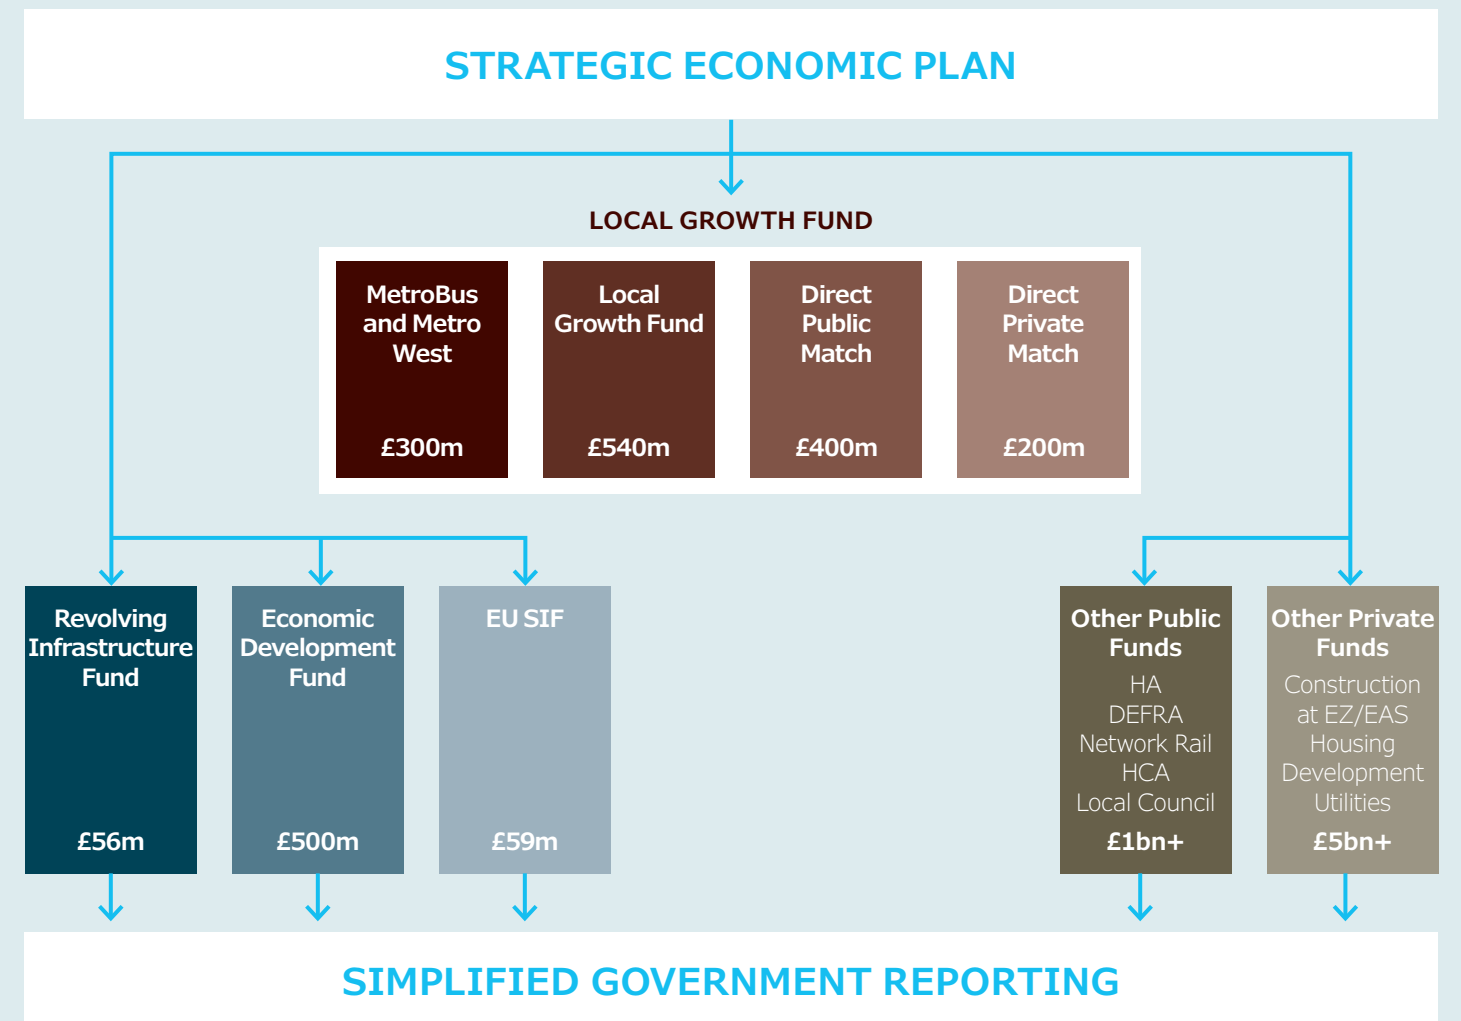 STRATEGIC ECONOMIC PLAN
LOCAL GROWTH FUND
MetroBus
and Metro
West
£300m
Local
Growth Fund
£540m
Direct
Public
Match
£400m
Direct
Private
Match
£200m
Revolving
Infrastructure
Fund
£56m
Economic
Development
Fund
£500m
EU SIF
£59m
Other Public
Funds
HA
DEFRA
Network Rail
HCA
Local Council
£1bn+
Other Private
Funds
Construction
at EZ/EAS
Housing
Development
Utilities
£5bn+
SIMPLIFIED GOVERNMENT REPORTING